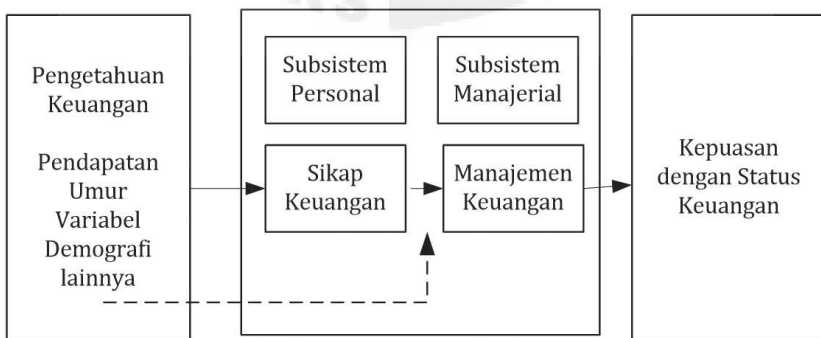 Pengetahuan
Keuangan
Pendapatan
Umur
Variabel
Demografi
lainnya
Subsistem
Personal
Subsistem
Manajerial
Sikap
Keuangan
Manajemen
Keuangan
Kepuasan
dengan Status
Keuangan